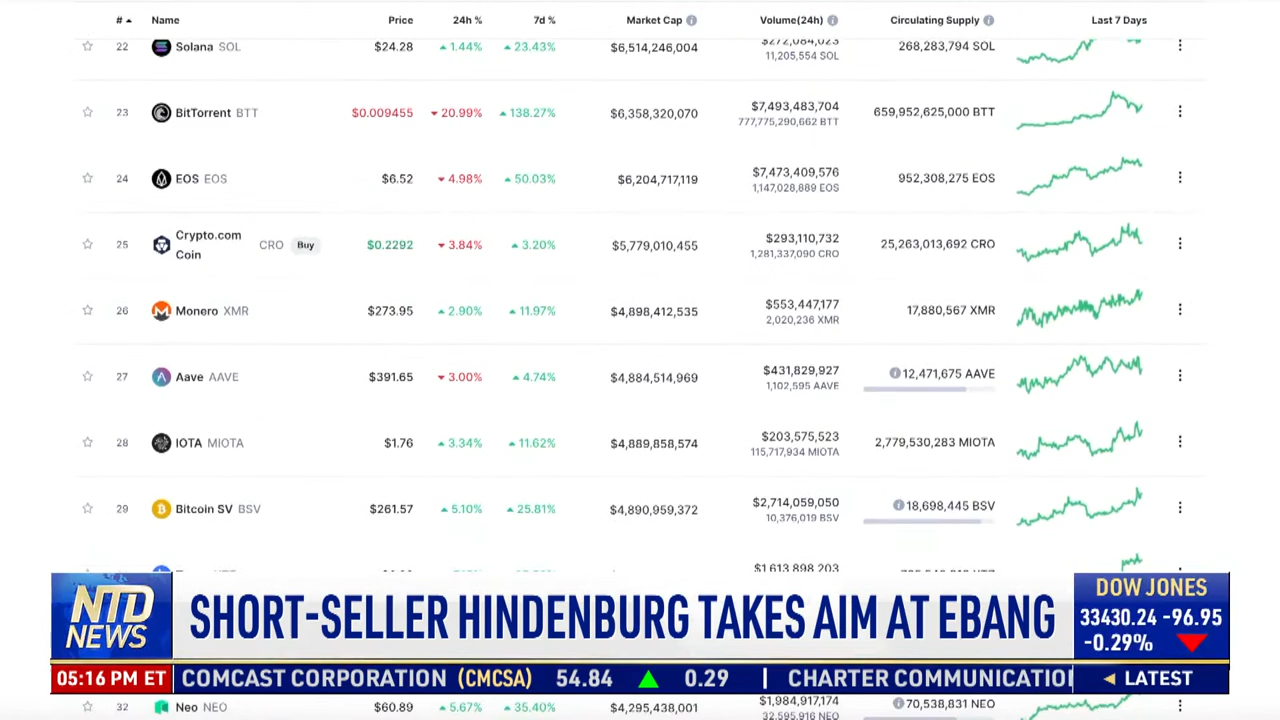 # Name Price 24h % 7d % Market Cap Volume(24h) Circulating Supply Last 7 Days
22 Solana SOL $24.28 1.44% 23.43% $6,514,246,004 $272,084,023 268,283,794 SOL
11,205,554 SOL
23 BitTorrent BTT $0.009455 20.99% 138.27% $6,358,320,070 $7,493,483,704 659,952,625,000 BTT
777,775,290,662 BTT
24 EOS EOS $6.52 4.98% 50.03% $6,204,717,119 $7,473,409,576 952,308,275 EOS
1,147,028,889 EOS
25 Crypto.com Coin CRO Buy $0.2292 3.84% 3.20% $5,779,010,455 $293,110,732 25,263,013,692 CRO
1,281,337,090 CRO
26 Monero XMR $273.95 2.90% 11.97% $4,898,412,535 $553,447,177 17,880,567 XMR
2,020,236 XMR
27 Aave AAVE $391.65 3.00% 4.74% $4,884,514,969 $431,829,927 12,471,675 AAVE
1,102,595 AAVE
28 IOTA MIOTA $1.76 3.34% 11.62% $4,889,858,574 $203,575,523 2,779,530,283 MIOTA
115,717,934 MIOTA
29 Bitcoin SV BSV $261.57 5.10% 25.81% $4,890,959,372 $2,714,059,050 18,698,445 BSV
10,376,019 BSV
$1,613,898,203
NTD NEWS
SHORT-SELLER HINDENBURG TAKES AIM AT EBANG
DOW JONES
33430.24 -96.95
-0.29%
05:16 PM ET COMCAST CORPORATION (CMCSA) 54.84 0.29 | CHARTER COMMUNICATIO LATEST
32 Neo NEO $60.89 5.67% 35.40% $4,295,438,001 $1,984,917,174 70,538,831 NEO
32,595,916 NEO